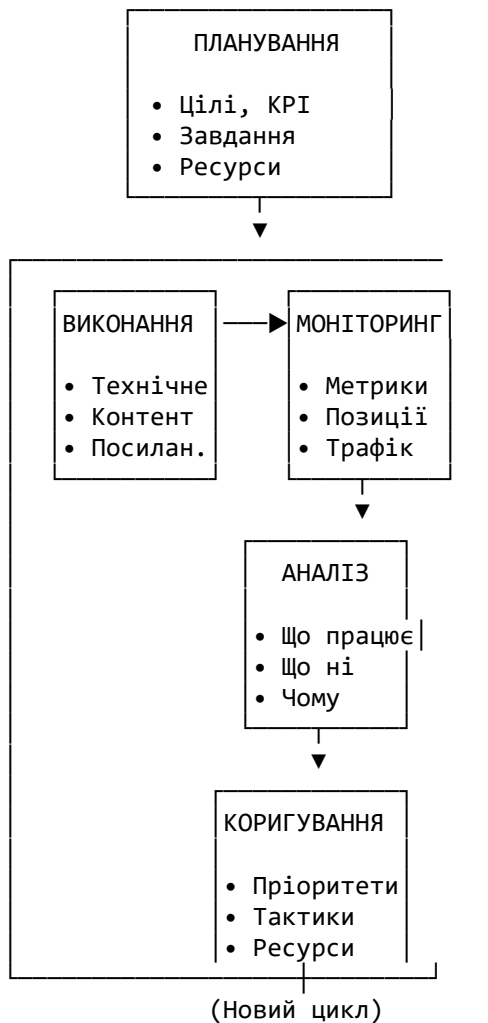 ПЛАНУВАННЯ
• Цілі, KPI
• Завдання
• Ресурси
ВИКОНАННЯ
• Технічне
• Контент
• Посилан.
МОНІТОРИНГ
• Метрики
• Позиції
• Трафік
АНАЛІЗ
• Що працює
• Що ні
• Чому
КОРИГУВАННЯ
• Пріоритети
• Тактики
• Ресурси
(Новий цикл)